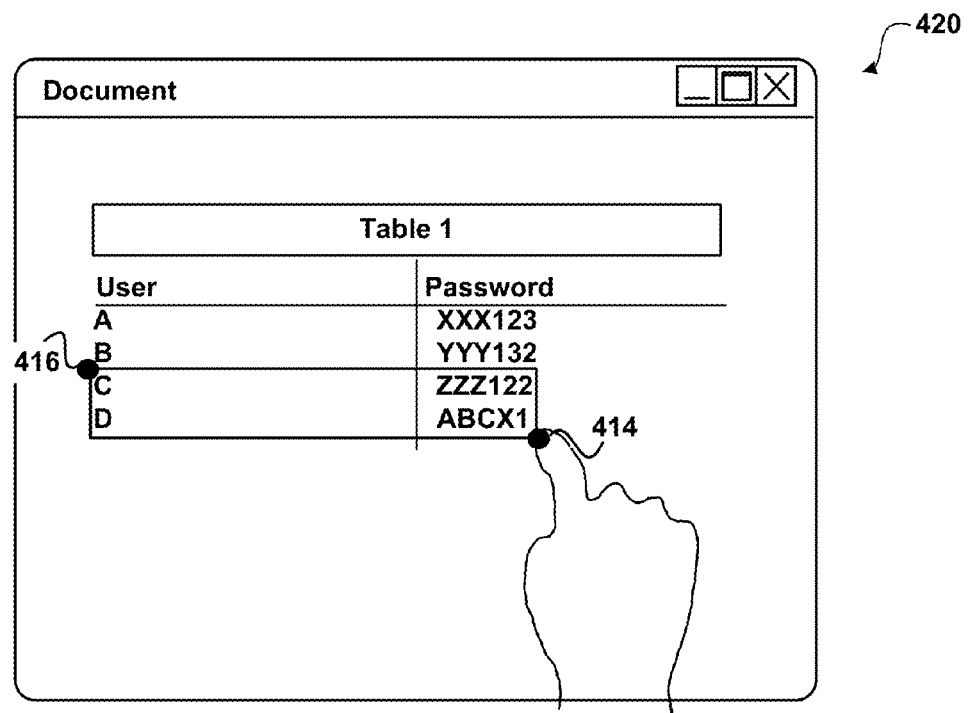 420
Document
Table 1
User Password
A XXX123
B YYY132
416
C ZZZ122
D ABCX1
414